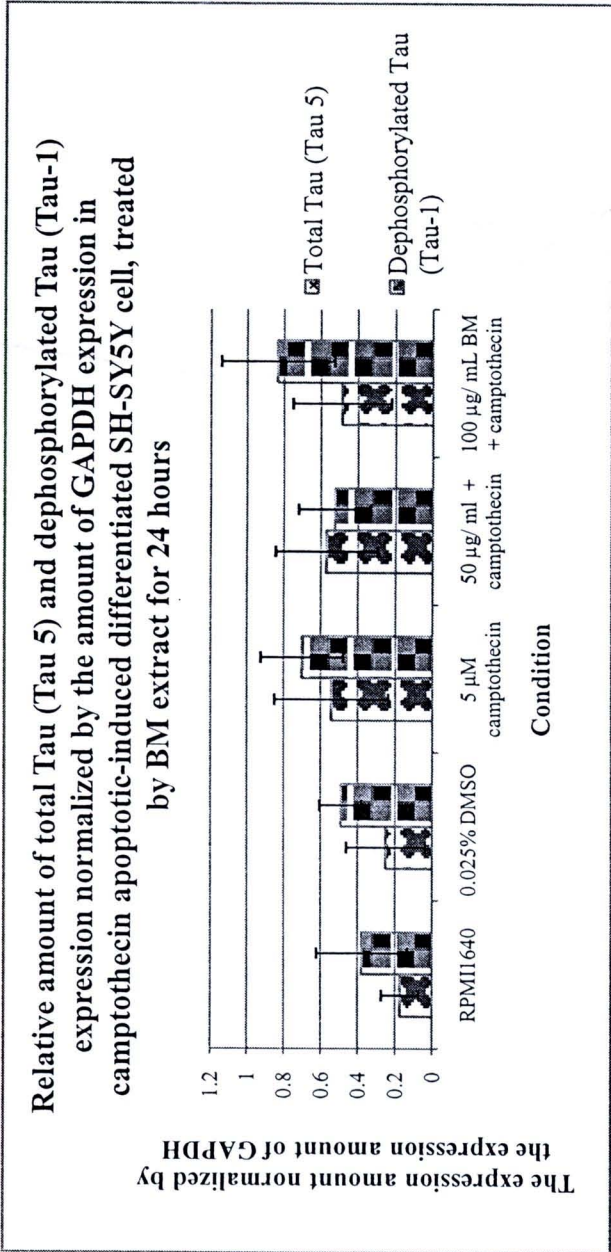 Relative amount of total Tau (Tau 5) and dephosphorylated Tau (Tau-1)
expression normalized by the amount of GAPDH expression in
camptothecin apoptotic-induced differentiated SH-SY5Y cell, treated
by BM extract for 24 hours
The expression amount normalized by
the expression amount of GAPDH
1.2
1
0.8
0.6
0.4
0.2
0
RPMI1640
0.025% DMSO
5 µM
camptothecin
50 µg/ ml +
camptothecin
100 µg/ mL BM
+ camptothecin
Condition
Total Tau (Tau 5)
Dephosphorylated Tau
(Tau-1)